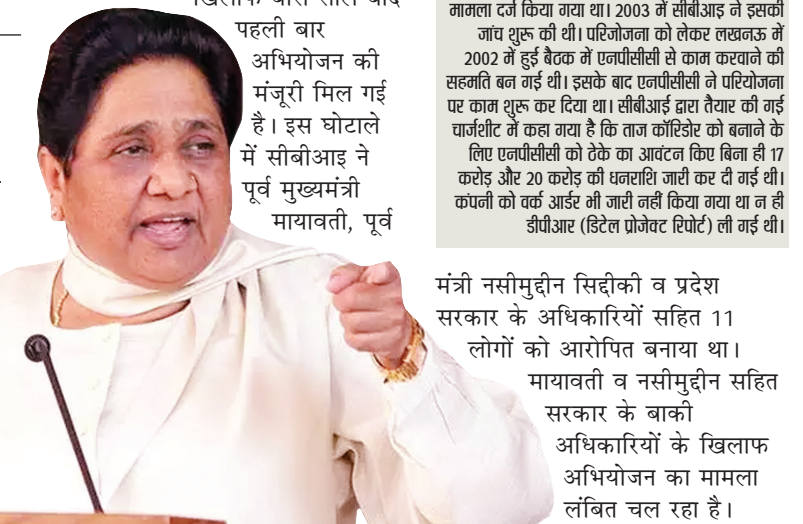 पहली बार
अभियोजन की
मंजूरी मिल गई
है। इस घोटाले
में सीबीआइ ने
पूर्व मुख्यमंत्री
मायावती, पूर्व
मंत्री नसीमुद्दीन सिद्दीकी व प्रदेश
सरकार के अधिकारियों सहित 11
लोगों को आरोपित बनाया था।
मायावती व नसीमुद्दीन सहित
सरकार के बाकी
अधिकारियों के खिलाफ
अभियोजन का मामला
लंबित चल रहा है।
मामला दर्ज किया गया था। 2003 में सीबीआइ ने इसकी
जांच शुरू की थी। परिजोजना को लेकर लखनऊ में
2002 में हुई बैठक में एनपीसीसी से काम करवाने की
सहमति बन गई थी। इसके बाद एनपीसीसी ने परियोजना
पर काम शुरू कर दिया था। सीबीआई द्वारा तैयार की गई
चार्जशीट में कहा गया है कि ताज कॉरिडोर को बनाने के
लिए एनपीसीसी को ठेके का आवंटन किए बिना ही 17
करोड़ और 20 करोड़ की धनराशि जारी कर दी गई थी।
कंपनी को वर्क आर्डर भी जारी नहीं किया गया था न ही
डीपीआर (डिटेल प्रोजेक्ट रिपोर्ट) ली गई थी।